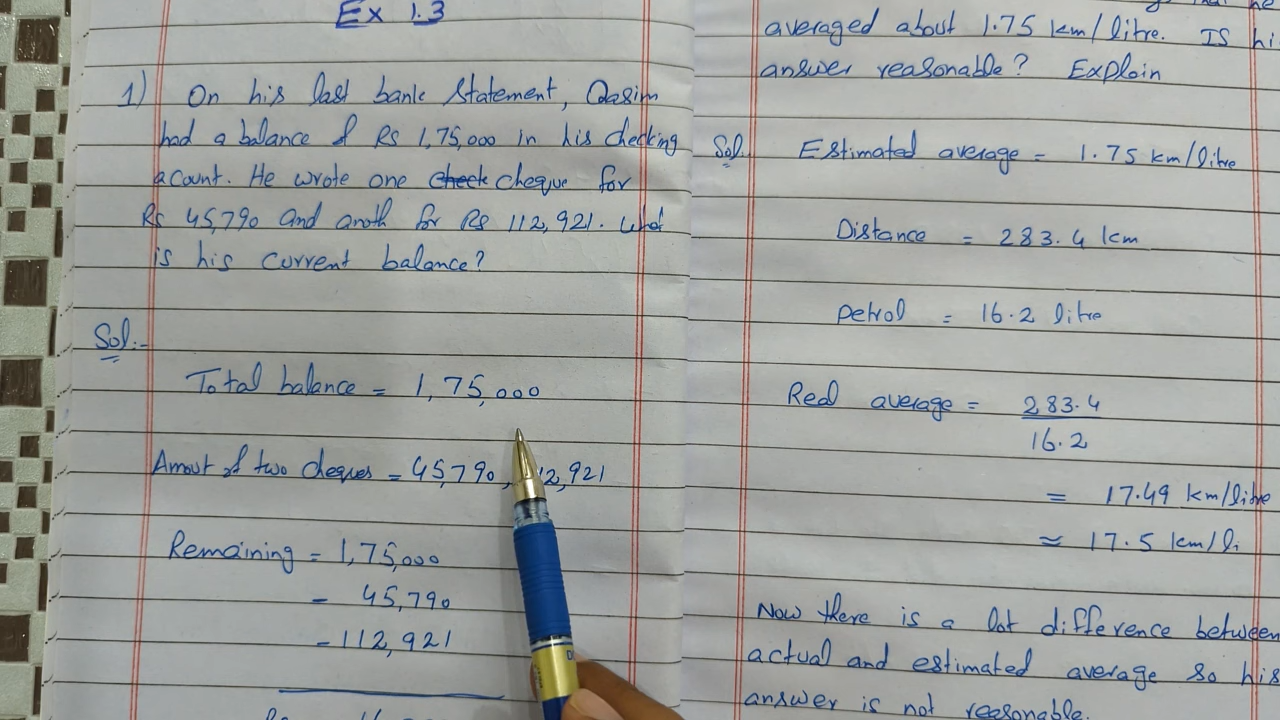 Ex 1.3
1) On his last bank statement, Qasim
had a balance of Rs 1,75,000 in his checking
acount. He wrote one check cheque for
Rs 45,790 and anoth for Rs 112,921. what
is his current balance?
Sol:-
Total balance = 1,75,000
Amout of two cheques = 45,790, 12,921
Remaining = 1,75,000
- 45,790
- 112,921
averaged about 1.75 km/litre. IS hi
answer reasonable? Explain
Sol.
Estimated average = 1.75 km/litre
Distance = 283.4 km
petrol = 16.2 litre
Real average = 283.4
16.2
= 17.49 km/litre
≈ 17.5 km/li
Now there is a lot difference between
actual and estimated average so his
answer is not reasonable.